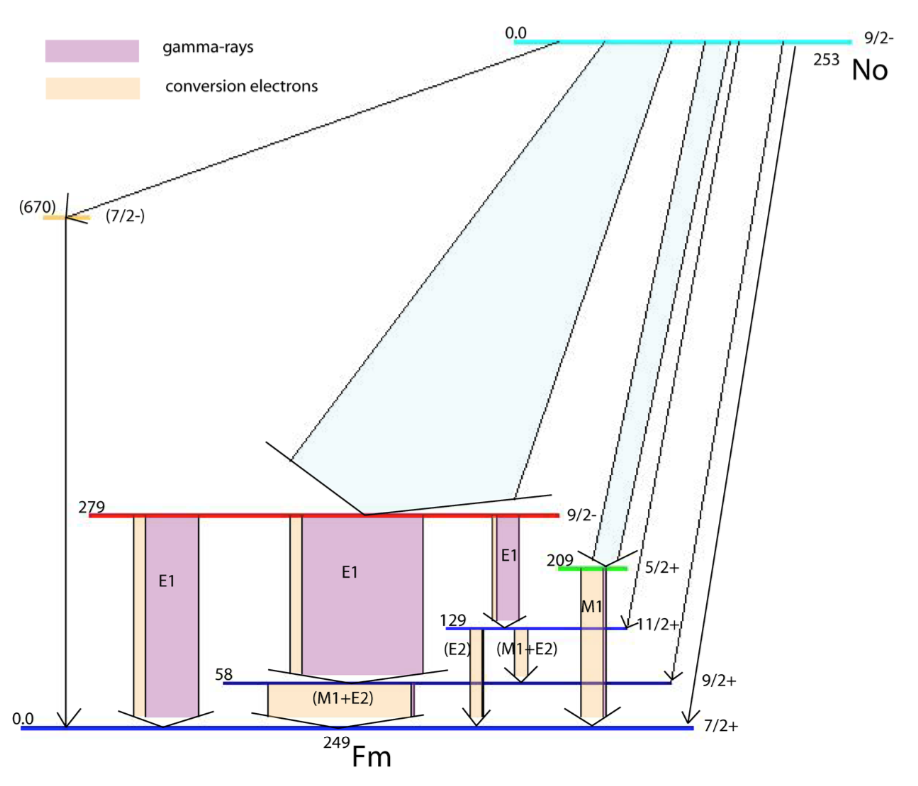 0.0
9/2-
253
No
gamma-rays
conversion electrons
(670)
(7/2-)
279
9/2-
E1
E1
E1
209
5/2+
M1
129
11/2+
(E2)
(M1+E2)
58
9/2+
(M1+E2)
0.0
7/2+
249
Fm